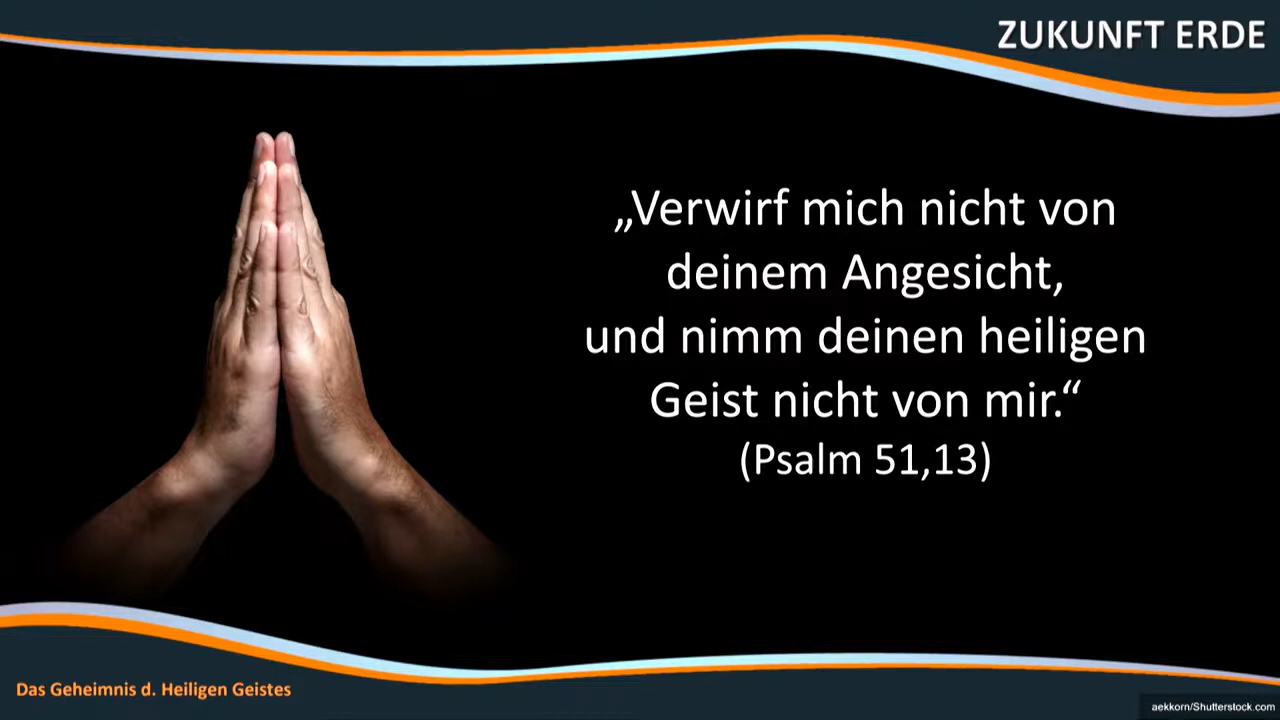 ZUKUNFT ERDE
„Verwirf mich nicht von
deinem Angesicht,
und nimm deinen heiligen
Geist nicht von mir.“
(Psalm 51,13)
Das Geheimnis d. Heiligen Geistes
aekkorn/Shutterstock.com